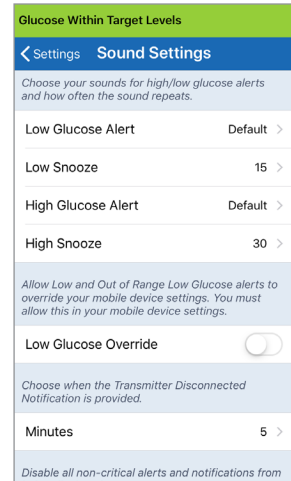 Glucose Within Target Levels
Settings Sound Settings
Choose your sounds for high/low glucose alerts
and how often the sound repeats.
Low Glucose Alert Default
Low Snooze 15
High Glucose Alert Default
High Snooze 30
Allow Low and Out of Range Low Glucose alerts to
override your mobile device settings. You must
allow this in your mobile device settings.
Low Glucose Override
Choose when the Transmitter Disconnected
Notification is provided.
Minutes 5
Disable all non-critical alerts and notifications from